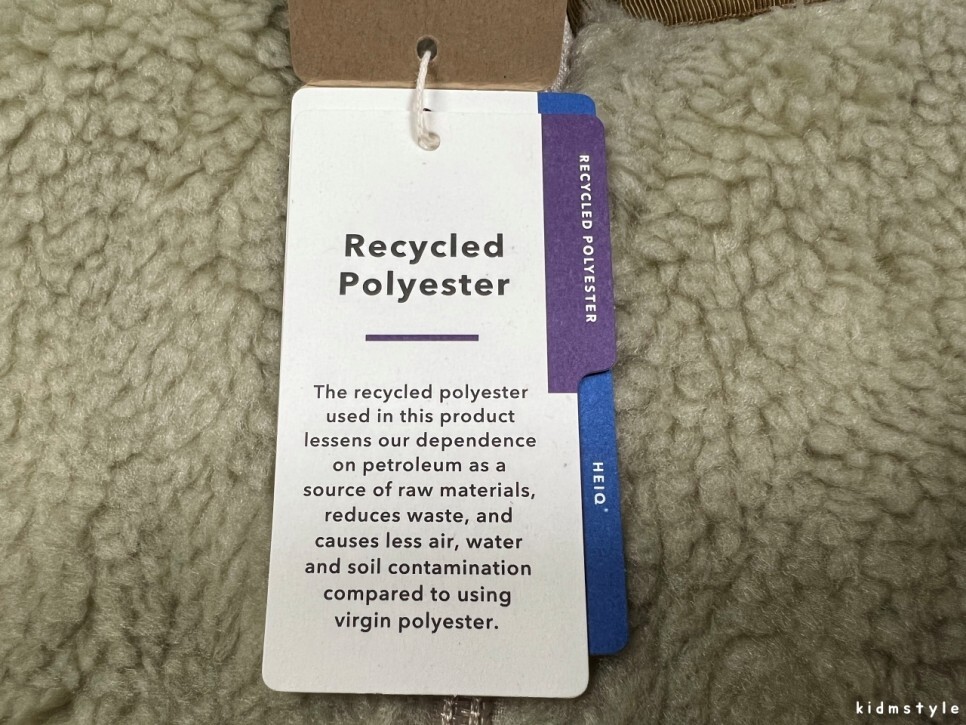 Recycled
Polyester
The recycled polyester
used in this product
lessens our dependence
on petroleum as a
source of raw materials,
reduces waste, and
causes less air, water
and soil contamination
compared to using
virgin polyester.
RECYCLED POLYESTER
HEIQ®
kidmstyle